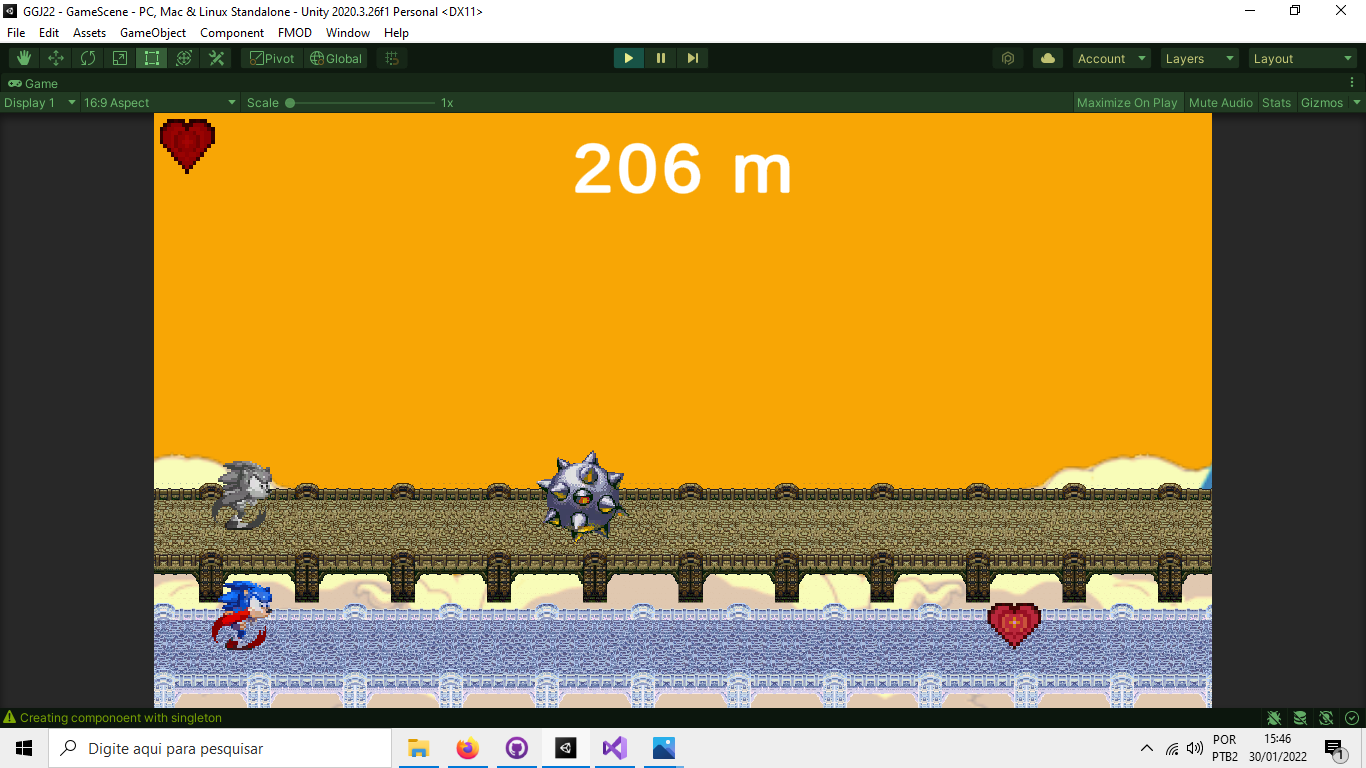 GGJ22 - GameScene - PC, Mac & Linux Standalone - Unity 2020.3.26f1 Personal <DX11>
File Edit Assets GameObject Component FMOD Window Help
Pivot Global Account Layers Layout
Game
Display 1 16:9 Aspect Scale 1x Maximize On Play Mute Audio Stats Gizmos
206 m
Creating componoent with singleton
Digite aqui para pesquisar
POR
PTB2
15:46
30/01/2022
1